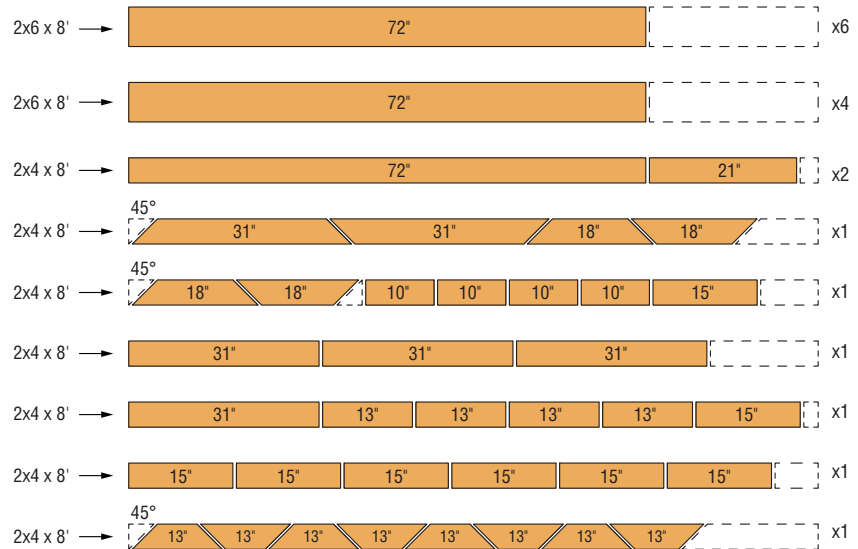 2x6 x 8' 72" x6
2x6 x 8' 72" x4
2x4 x 8' 72" 21" x2
45°
2x4 x 8' 31" 31" 18" 18" x1
45°
2x4 x 8' 18" 18" 10" 10" 10" 10" 15" x1
2x4 x 8' 31" 31" 31" x1
2x4 x 8' 31" 13" 13" 13" 13" 15" x1
2x4 x 8' 15" 15" 15" 15" 15" 15" x1
45°
2x4 x 8' 13" 13" 13" 13" 13" 13" 13" 13" x1